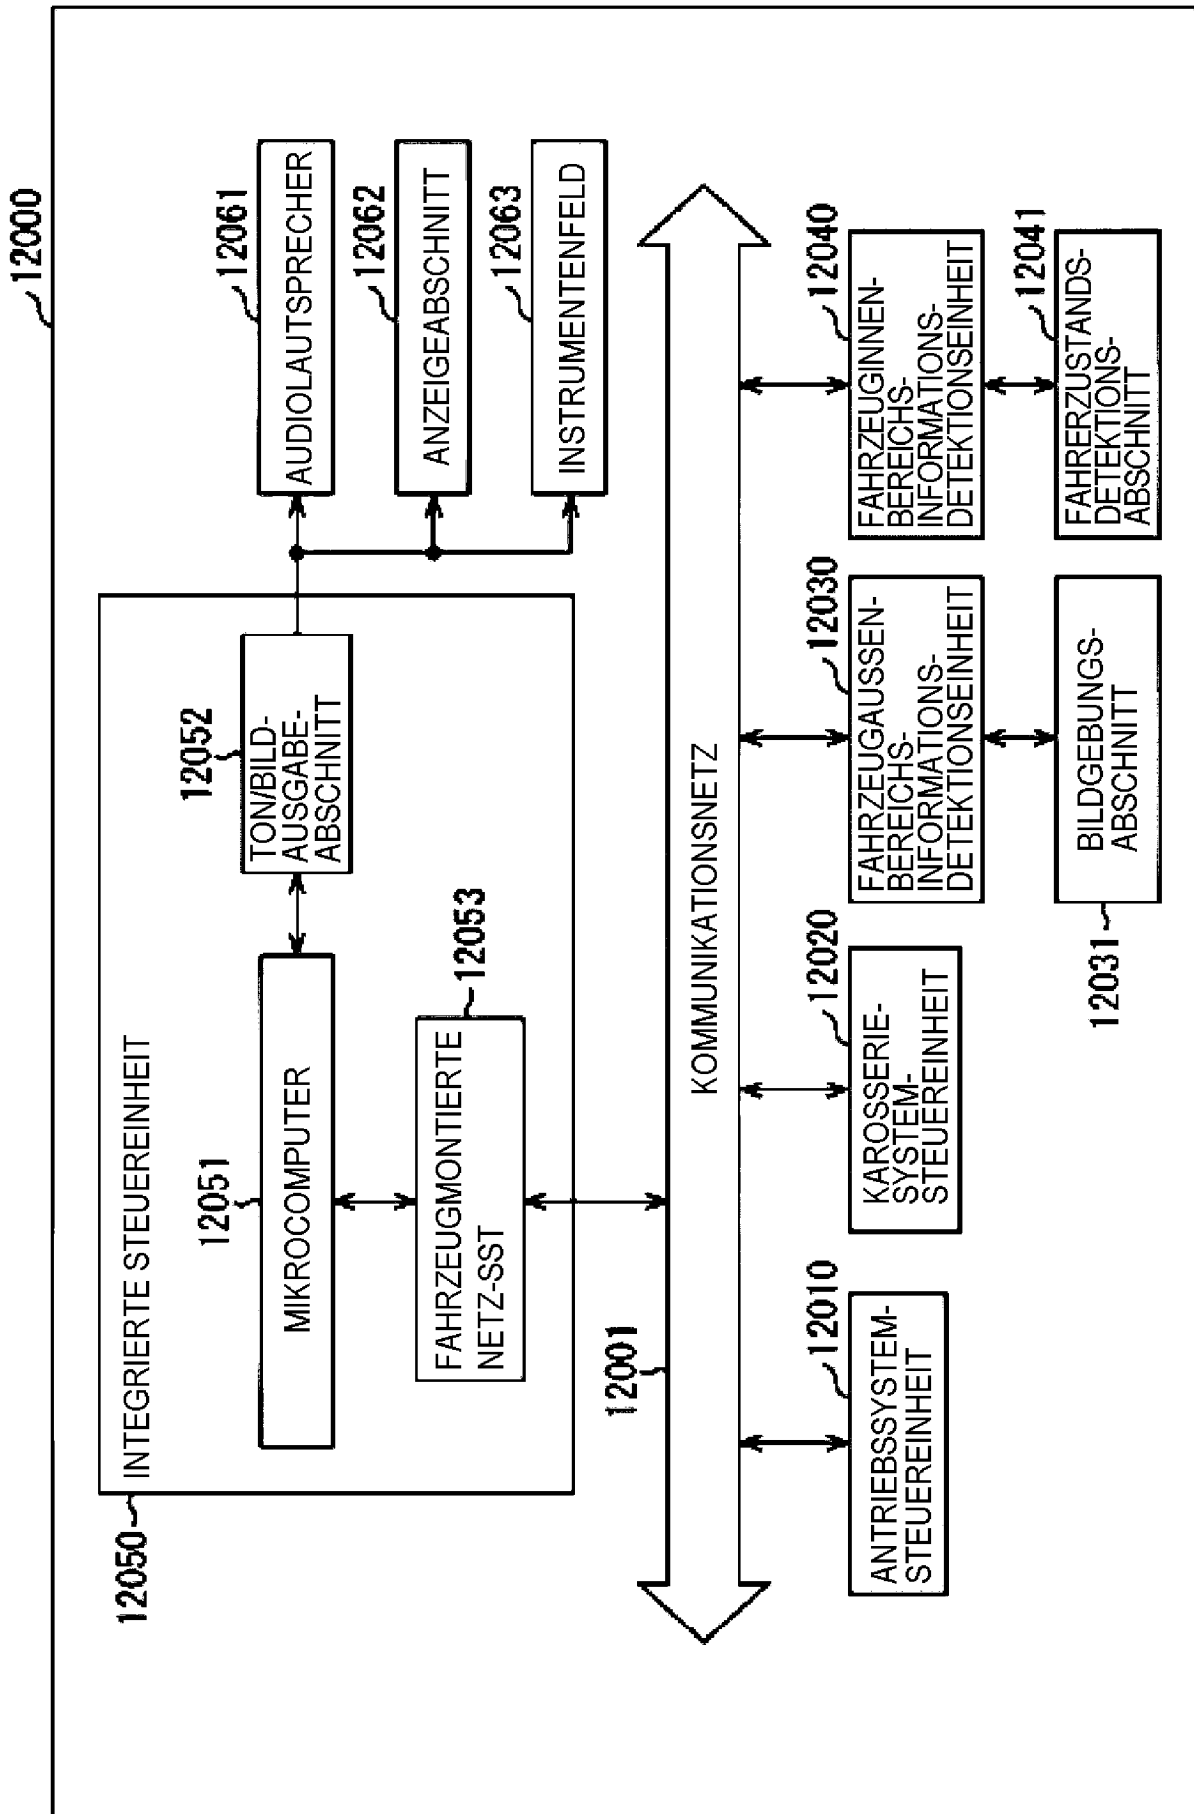 12000
12050
INTEGRIERTE STEUEREINHEIT
12051
MIKROCOMPUTER
12052
TON/BILD-
AUSGABE-
ABSCHNITT
12053
FAHRZEUGMONTIERTE
NETZ-SST
12061
AUDIOLAUTSPRECHER
12062
ANZEIGEABSCHNITT
12063
INSTRUMENTENFELD
12001
KOMMUNIKATIONSNETZ
12010
ANTRIEBSSYSTEM-
STEUEREINHEIT
12020
KAROSSERIE-
SYSTEM-
STEUEREINHEIT
12030
FAHRZEUGAUSSEN-
BEREICHS-
INFORMATIONS-
DETEKTIONSEINHEIT
12040
FAHRZEUGINNEN-
BEREICHS-
INFORMATIONS-
DETEKTIONSEINHEIT
12031
BILDGEBUNGS-
ABSCHNITT
12041
FAHRERZUSTANDS-
DETEKTIONS-
ABSCHNITT